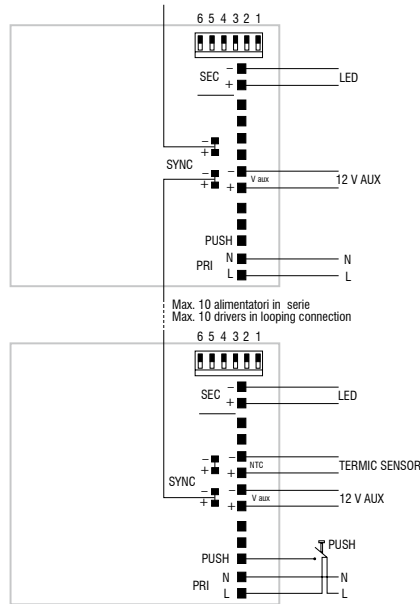 6 5 4 3 2 1
−
SEC
+
LED
−
+
SYNC
−
+
−
V aux
+
12 V AUX
PUSH
N
N
PRI
L
L
Max. 10 alimentatori in serie
Max. 10 drivers in looping connection
6 5 4 3 2 1
−
SEC
+
LED
−
+
−
NTC
+
TERMIC SENSOR
SYNC
−
+
−
V aux
+
12 V AUX
PUSH
PUSH
N
N
PRI
L
L